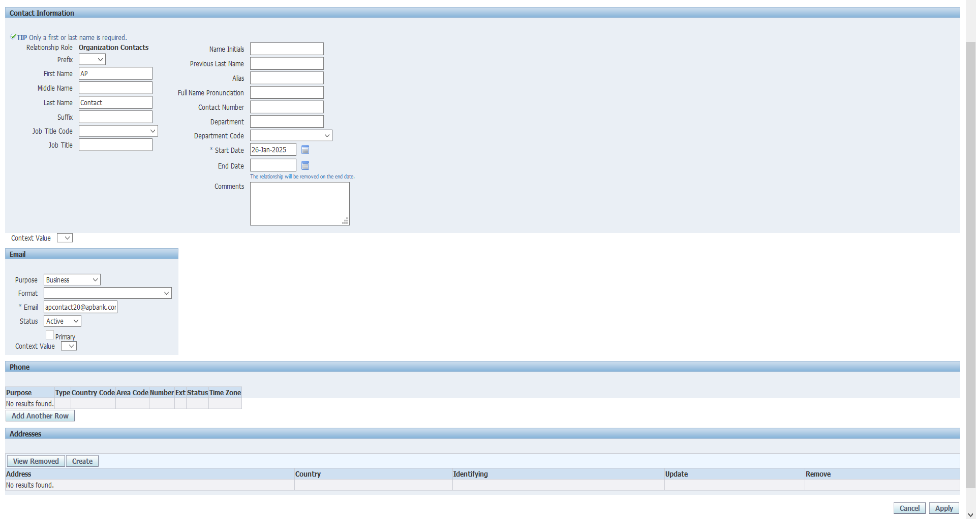 Contact Information
TIP Only a first or last name is required.
Relationship Role Organization Contacts
Prefix
First Name AP
Middle Name
Last Name Contact
Suffix
Job Title Code
Job Title
Name Initials
Previous Last Name
Alias
Full Name Pronunciation
Contact Number
Department
Department Code
* Start Date 26-Jan-2025
End Date
The relationship will be removed on the end date.
Comments
Context Value
Email
Purpose Business
Format
* Email apcontact20@apbank.com
Status Active
Primary
Context Value
Phone
Purpose Type Country Code Area Code Number Ext Status Time Zone
No results found.
Add Another Row
Addresses
View Removed Create
Address Country Identifying Update Remove
No results found.
Cancel Apply